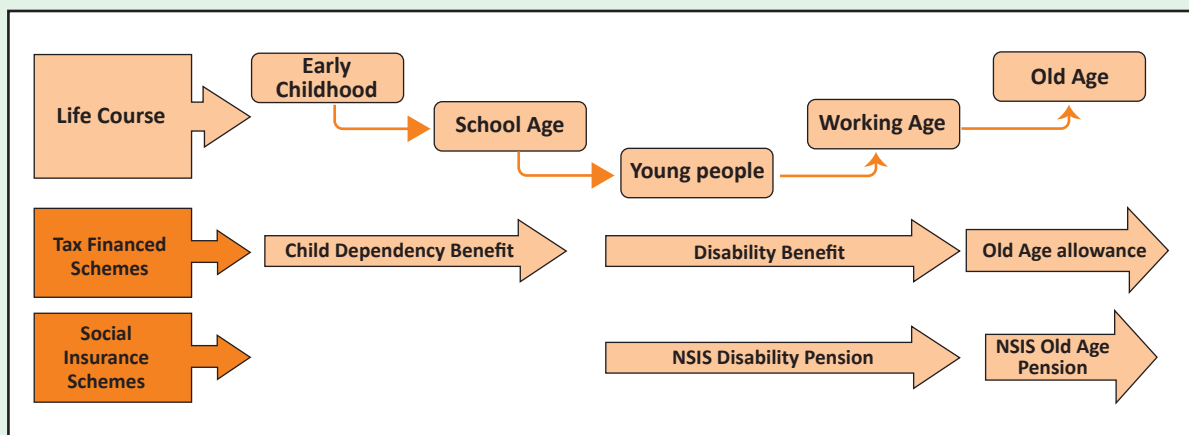 Life Course
Early
Childhood
School Age
Young people
Working Age
Old Age
Tax Financed
Schemes
Child Dependency Benefit
Disability Benefit
Old Age allowance
Social
Insurance
Schemes
NSIS Disability Pension
NSIS Old Age
Pension